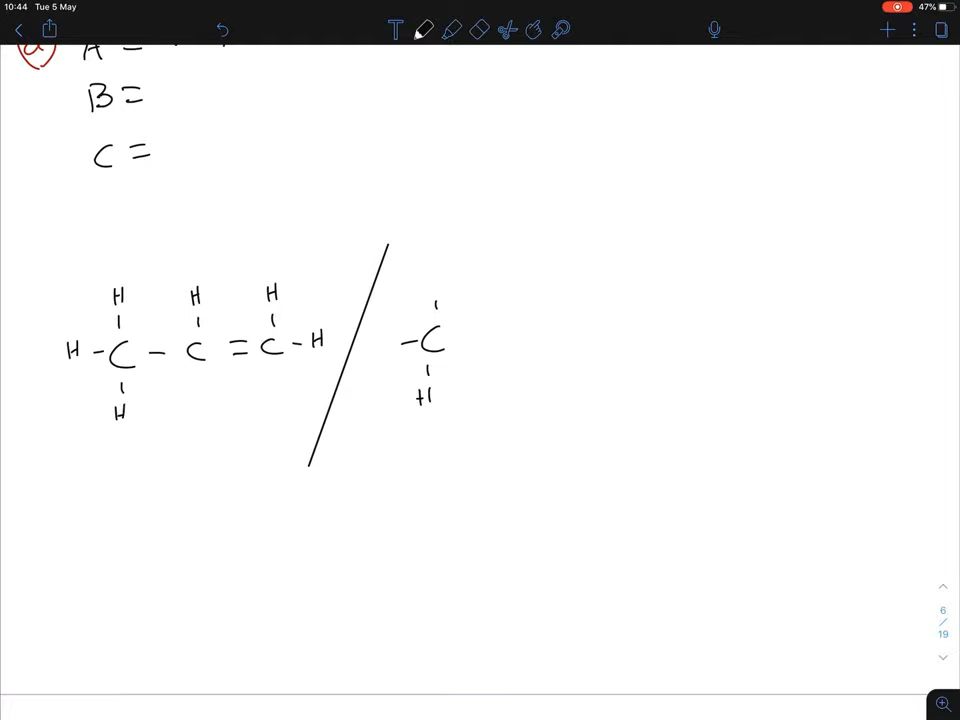 10:44 Tue 5 May 47%
T
A =
B =
C =
H H H
H - C - C = C - H
H
- C
H
6
/
19